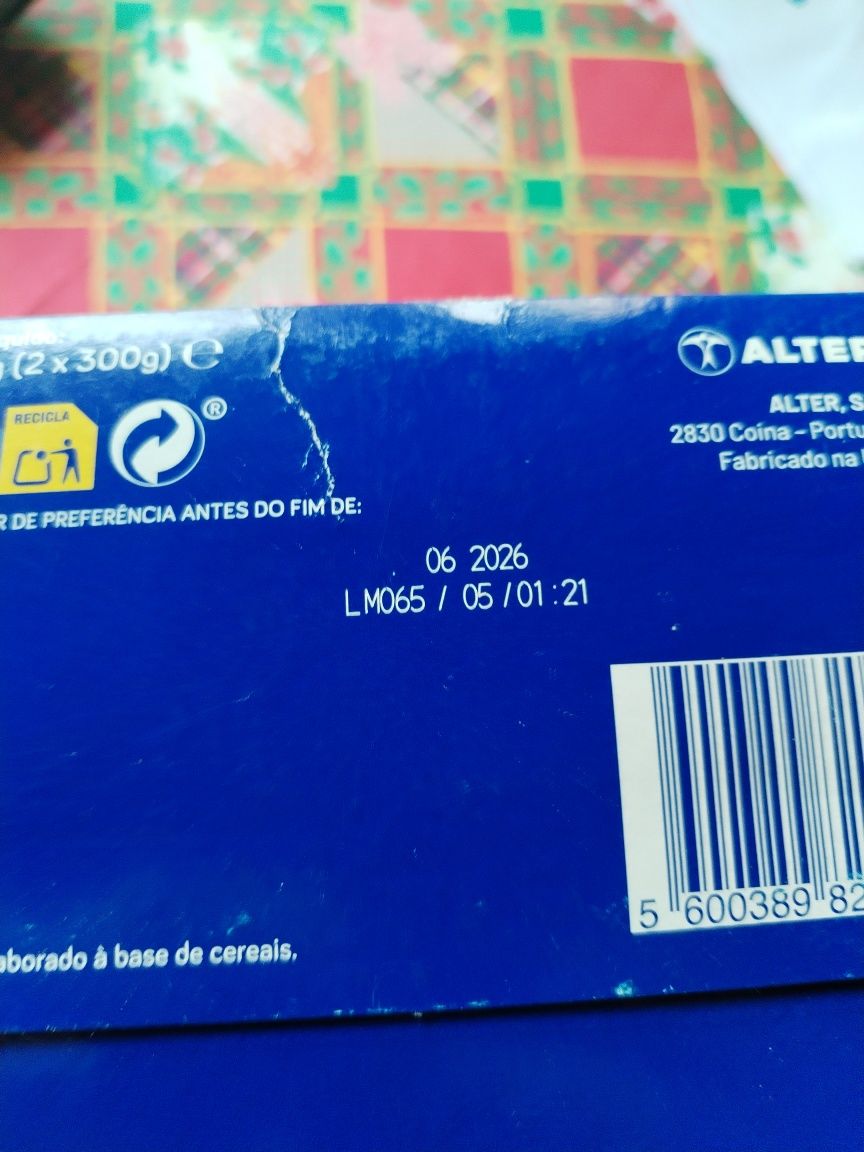 (2 x 300g) e
ALTER
RECICLA
®
ALTER, S
2830 Coina - Portu
Fabricado na
R DE PREFERÊNCIA ANTES DO FIM DE:
06 2026
LM065 / 05 /01:21
5 600389 82
aborado à base de cereais.